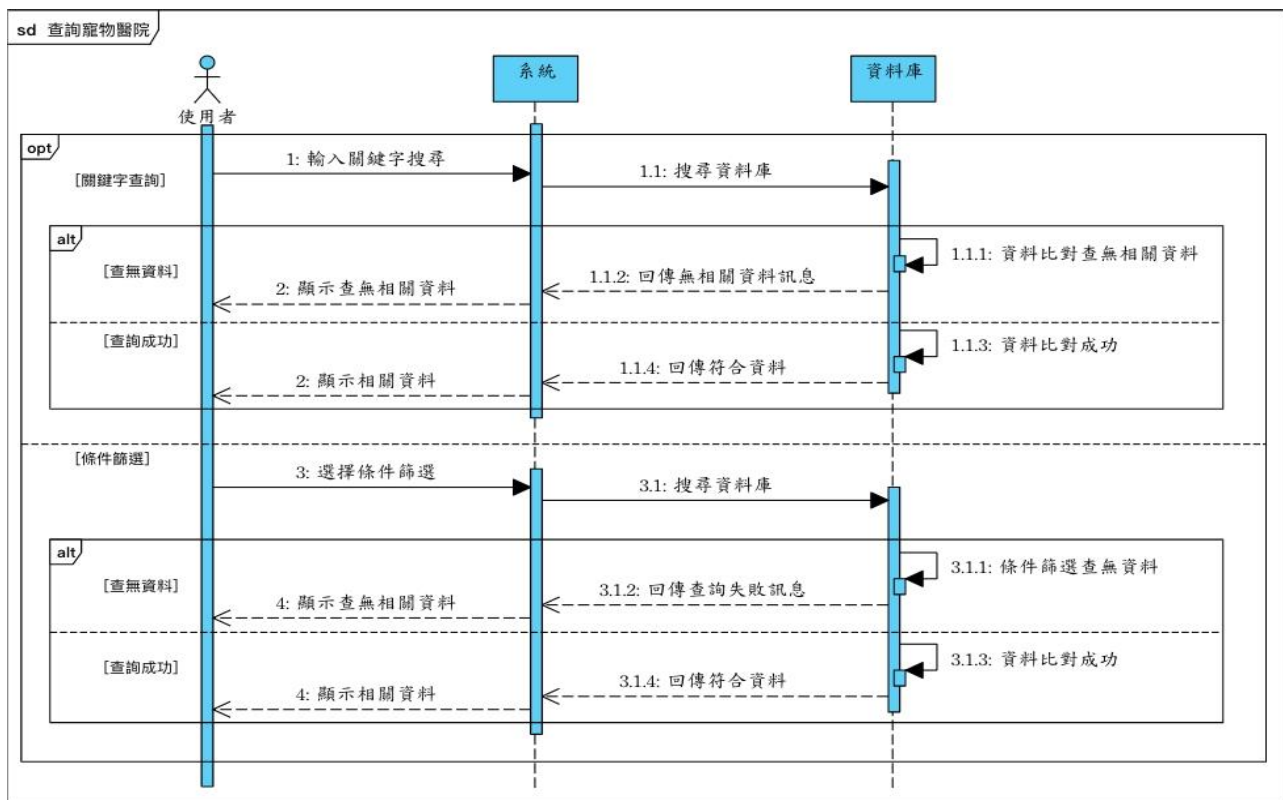 sd 查詢寵物醫院
使用者
系統
資料庫
opt
[關鍵字查詢]
1: 輸入關鍵字搜尋
1.1: 搜尋資料庫
alt
[查無資料]
1.1.1: 資料比對查無相關資料
1.1.2: 回傳無相關資料訊息
2: 顯示查無相關資料
[查詢成功]
1.1.3: 資料比對成功
1.1.4: 回傳符合資料
2: 顯示相關資料
[條件篩選]
3: 選擇條件篩選
3.1: 搜尋資料庫
alt
[查無資料]
3.1.1: 條件篩選查無資料
3.1.2: 回傳查詢失敗訊息
4: 顯示查無相關資料
[查詢成功]
3.1.3: 資料比對成功
3.1.4: 回傳符合資料
4: 顯示相關資料